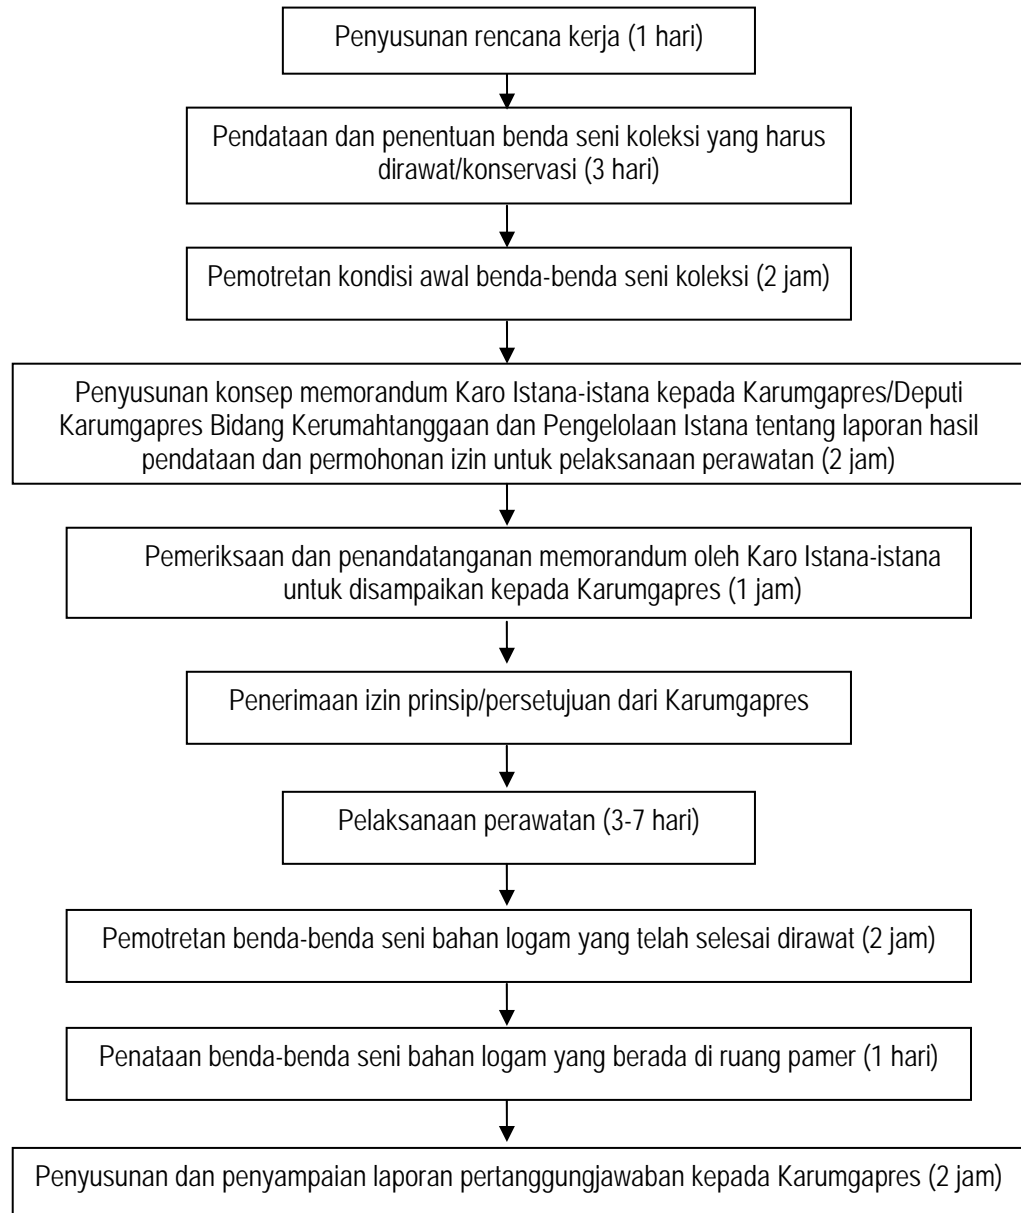 Penyusunan rencana kerja (1 hari)
Pendataan dan penentuan benda seni koleksi yang harus
dirawat/konservasi (3 hari)
Pemotretan kondisi awal benda-benda seni koleksi (2 jam)
Penyusunan konsep memorandum Karo Istana-istana kepada Karumgapres/Deputi
Karumgapres Bidang Kerumahtanggaan dan Pengelolaan Istana tentang laporan hasil
pendataan dan permohonan izin untuk pelaksanaan perawatan (2 jam)
Pemeriksaan dan penandatanganan memorandum oleh Karo Istana-istana
untuk disampaikan kepada Karumgapres (1 jam)
Penerimaan izin prinsip/persetujuan dari Karumgapres
Pelaksanaan perawatan (3-7 hari)
Pemotretan benda-benda seni bahan logam yang telah selesai dirawat (2 jam)
Penataan benda-benda seni bahan logam yang berada di ruang pamer (1 hari)
Penyusunan dan penyampaian laporan pertanggungjawaban kepada Karumgapres (2 jam)